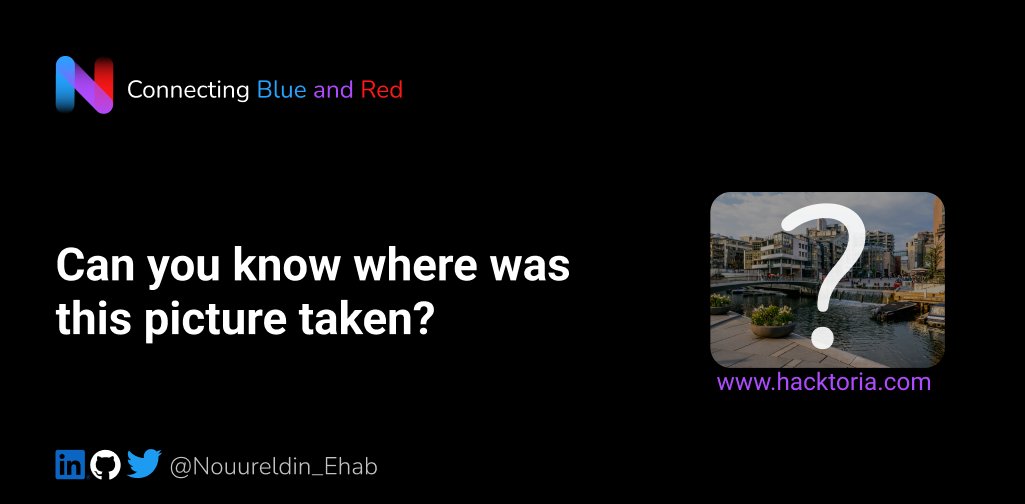 Connecting Blue and Red
Can you know where was
this picture taken?
?
www.hacktoria.com
in @Nouureldin_Ehab